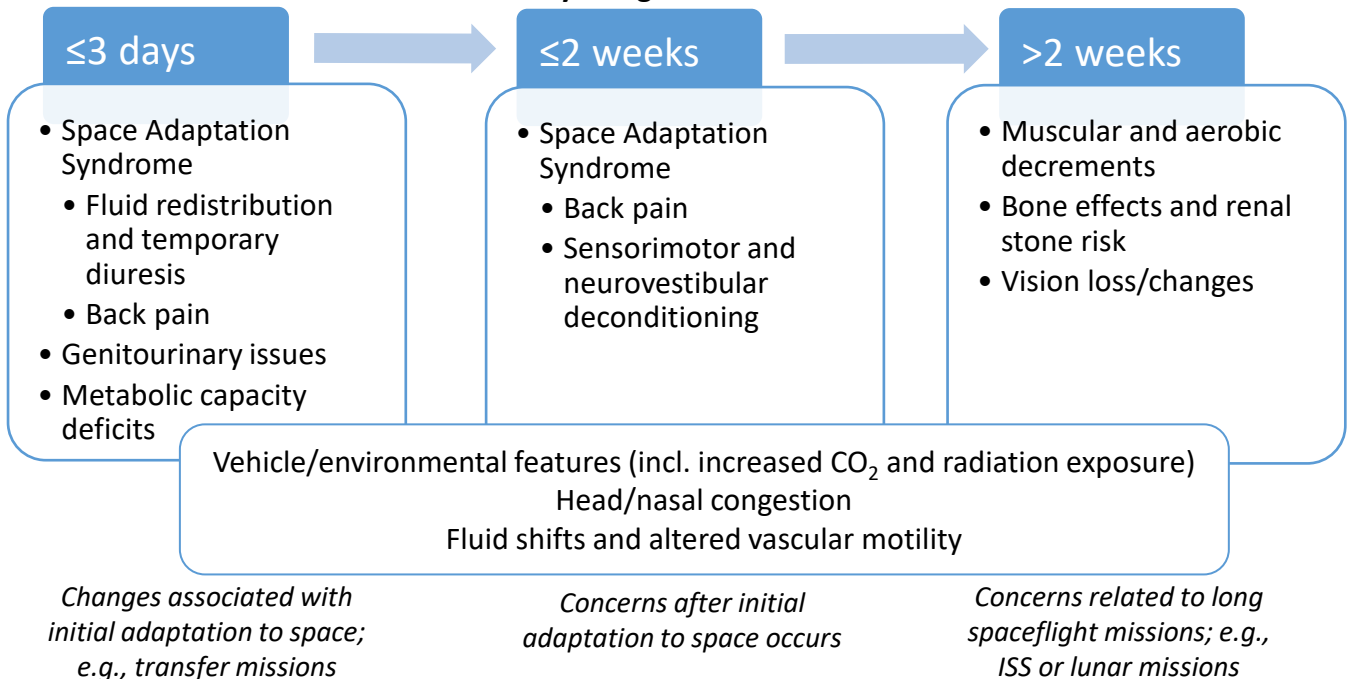 ≤3 days
• Space Adaptation
Syndrome
• Fluid redistribution
and temporary
diuresis
• Back pain
• Genitourinary issues
• Metabolic capacity
deficits
≤2 weeks
• Space Adaptation
Syndrome
• Back pain
• Sensorimotor and
neurovestibular
deconditioning
>2 weeks
• Muscular and aerobic
decrements
• Bone effects and renal
stone risk
• Vision loss/changes
Vehicle/environmental features (incl. increased CO₂ and radiation exposure)
Head/nasal congestion
Fluid shifts and altered vascular motility
Changes associated with
initial adaptation to space;
e.g., transfer missions
Concerns after initial
adaptation to space occurs
Concerns related to long
spaceflight missions; e.g.,
ISS or lunar missions